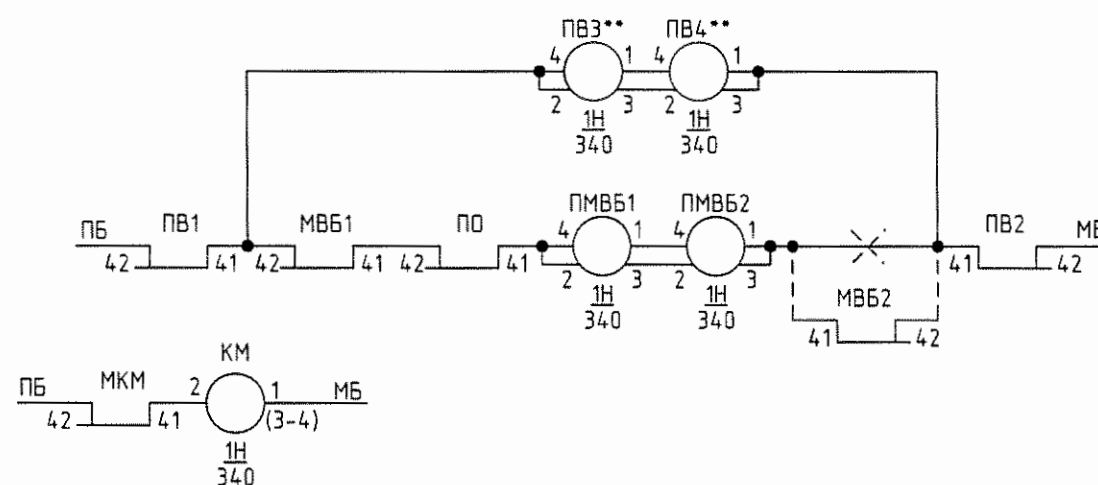 ПВ3** ПВ4**
4 1 4 1
2 3 2 3
1Н 1Н
340 340
ПБ ПВ1 МВБ1 ПО ПМВБ1 ПМВБ2 ПВ2
4 1 4 1
42 41 42 41 42 41 2 3 2 3 41 42
1Н 1Н
340 340
МВБ2
41 42
КМ
ПБ МКМ 2 1 МБ
42 41 (3-4)
1Н
340